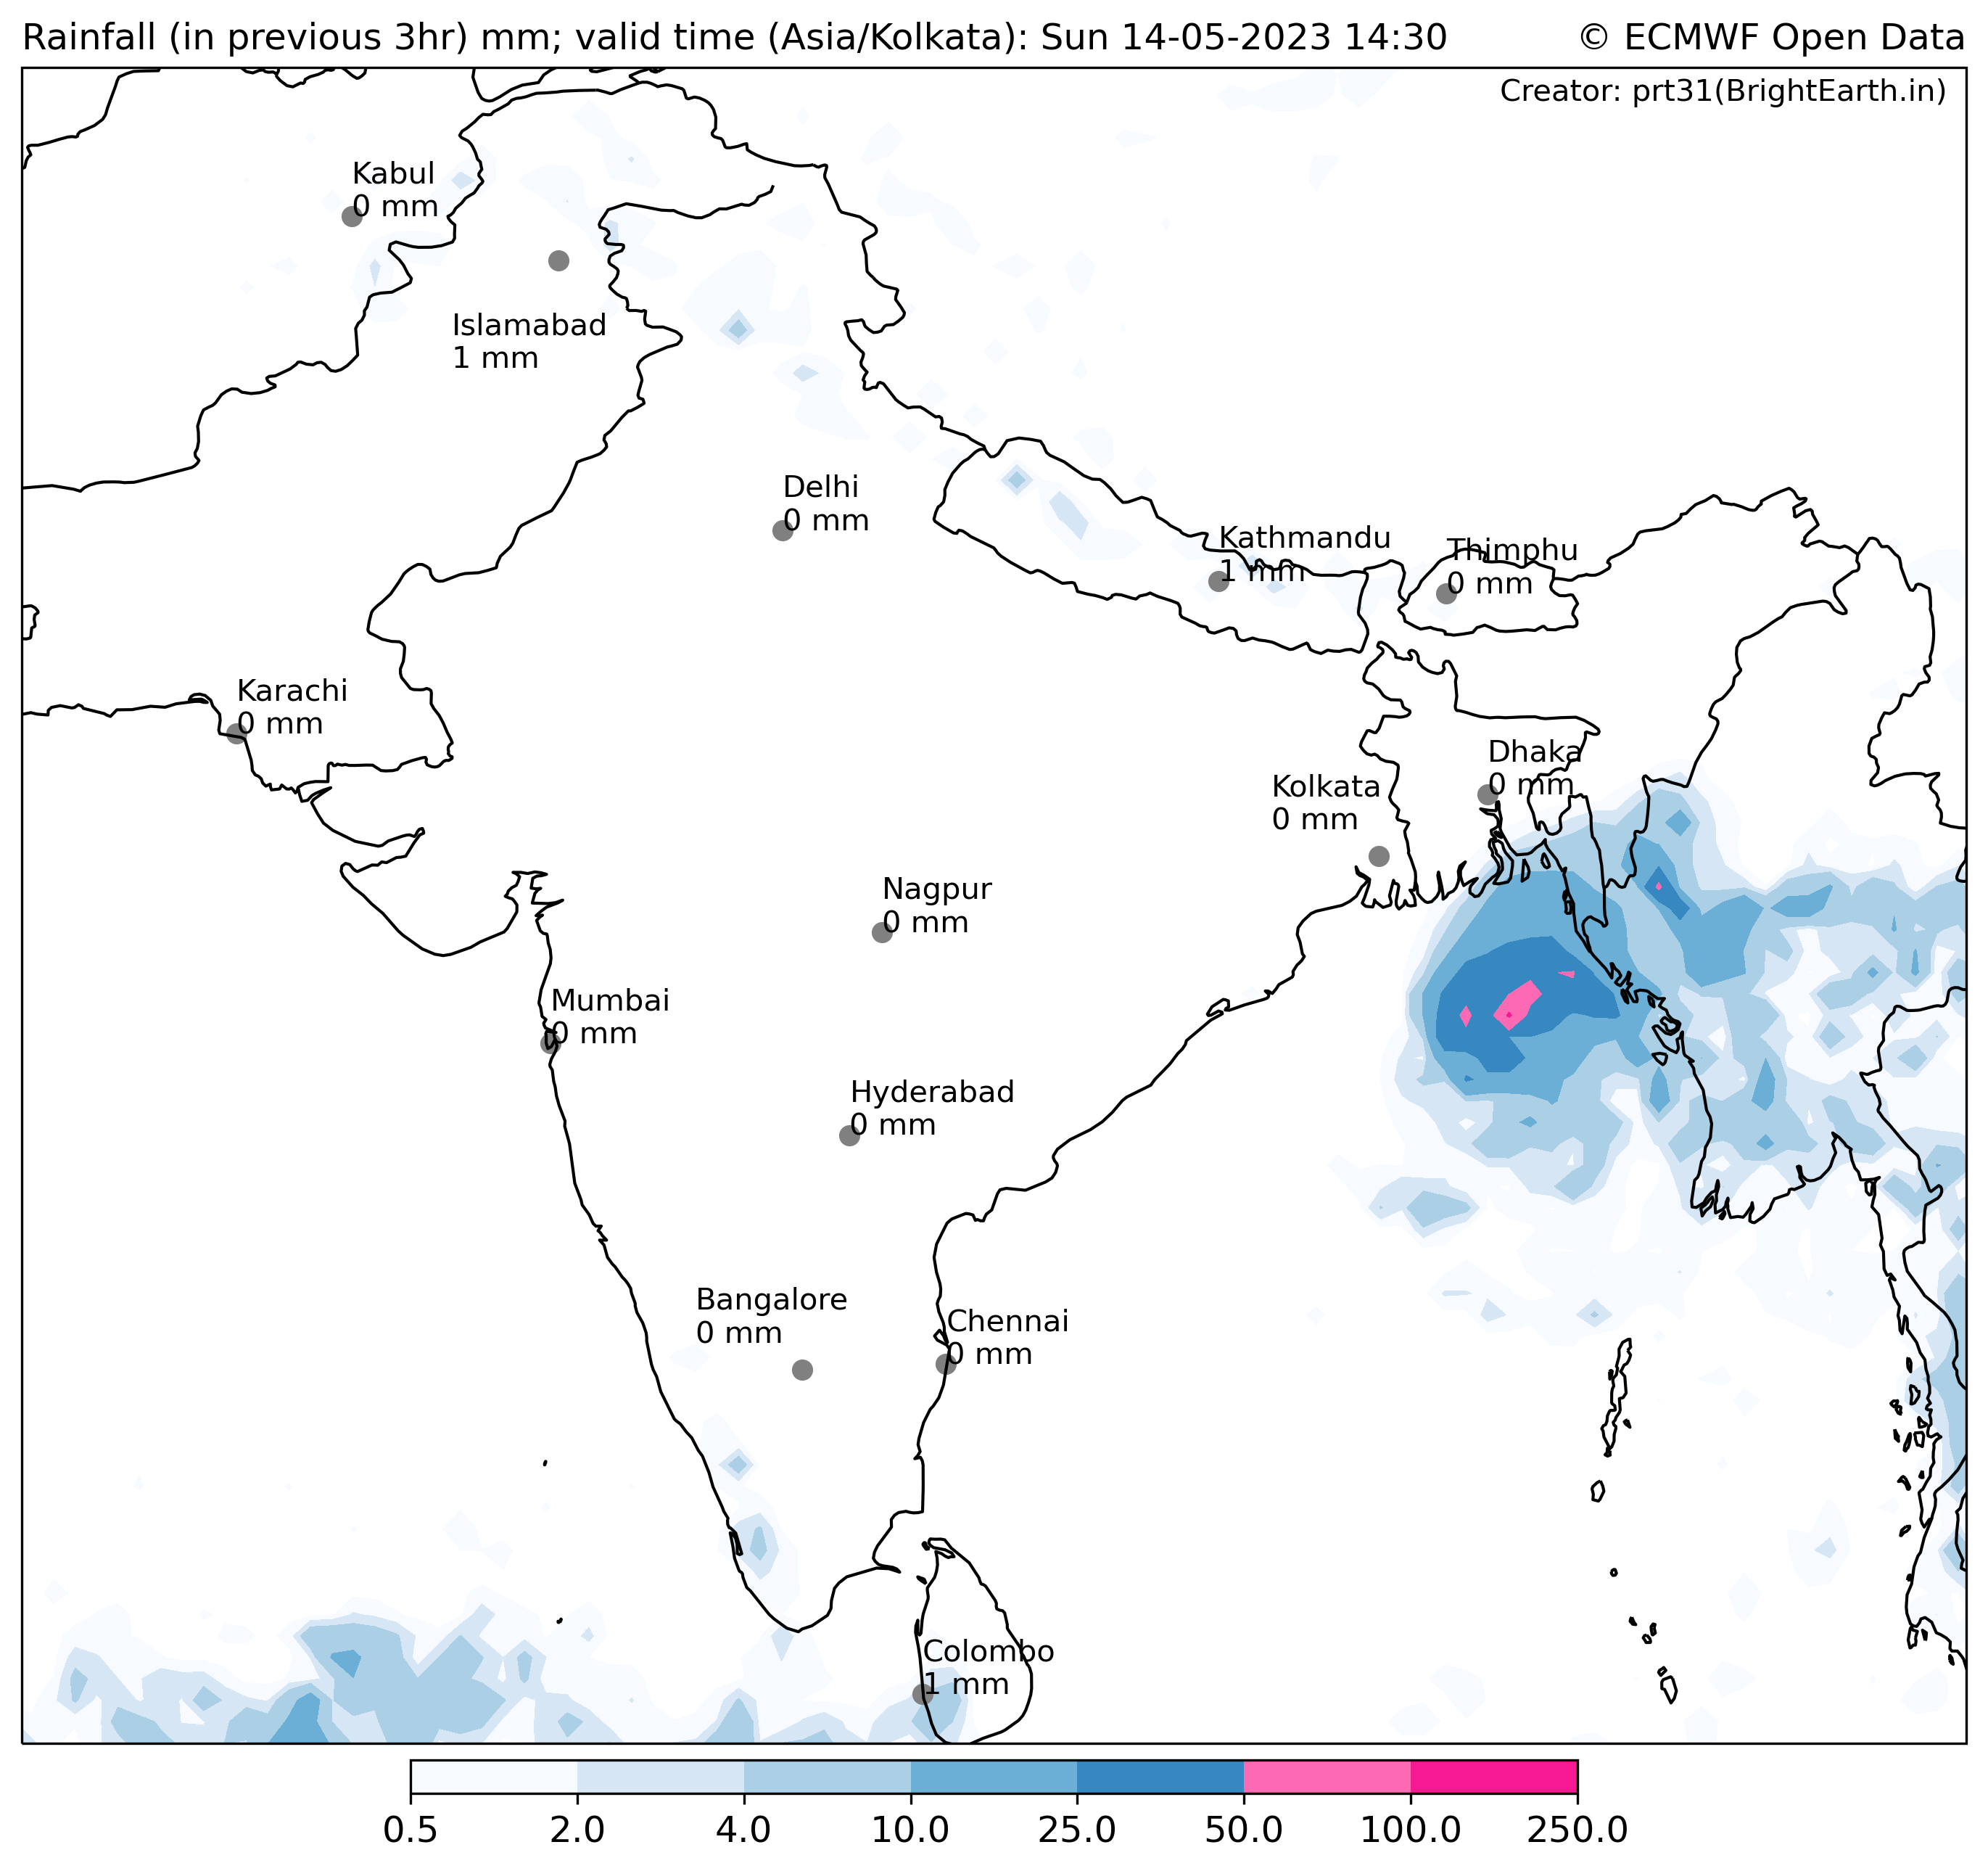 Rainfall (in previous 3hr) mm; valid time (Asia/Kolkata): Sun 14-05-2023 14:30
© ECMWF Open Data
Creator: prt31(BrightEarth.in)
Kabul
0 mm
Islamabad
1 mm
Delhi
0 mm
Kathmandu
1 mm
Thimphu
0 mm
Karachi
0 mm
Dhaka
0 mm
Kolkata
0 mm
Nagpur
0 mm
Mumbai
0 mm
Hyderabad
0 mm
Bangalore
0 mm
Chennai
0 mm
Colombo
1 mm
0.5 2.0 4.0 10.0 25.0 50.0 100.0 250.0